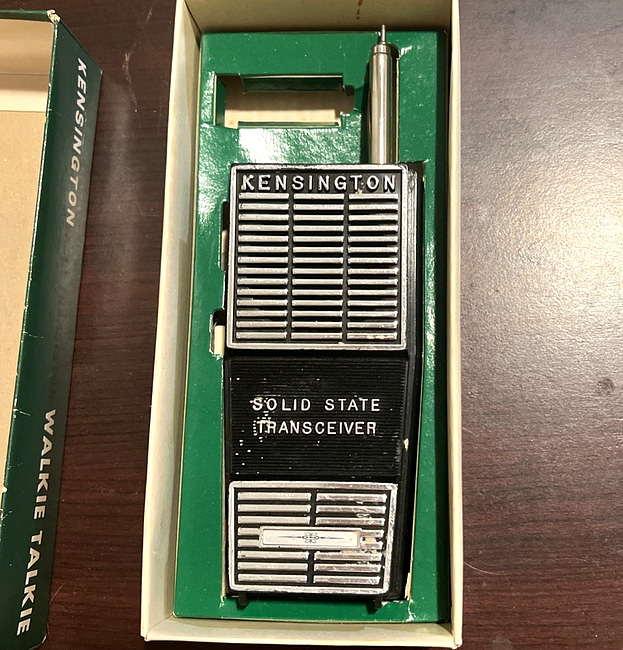 KENSINGTON
WALKIE TALKIE
KENSINGTON
SOLID STATE
TRANSCEIVER